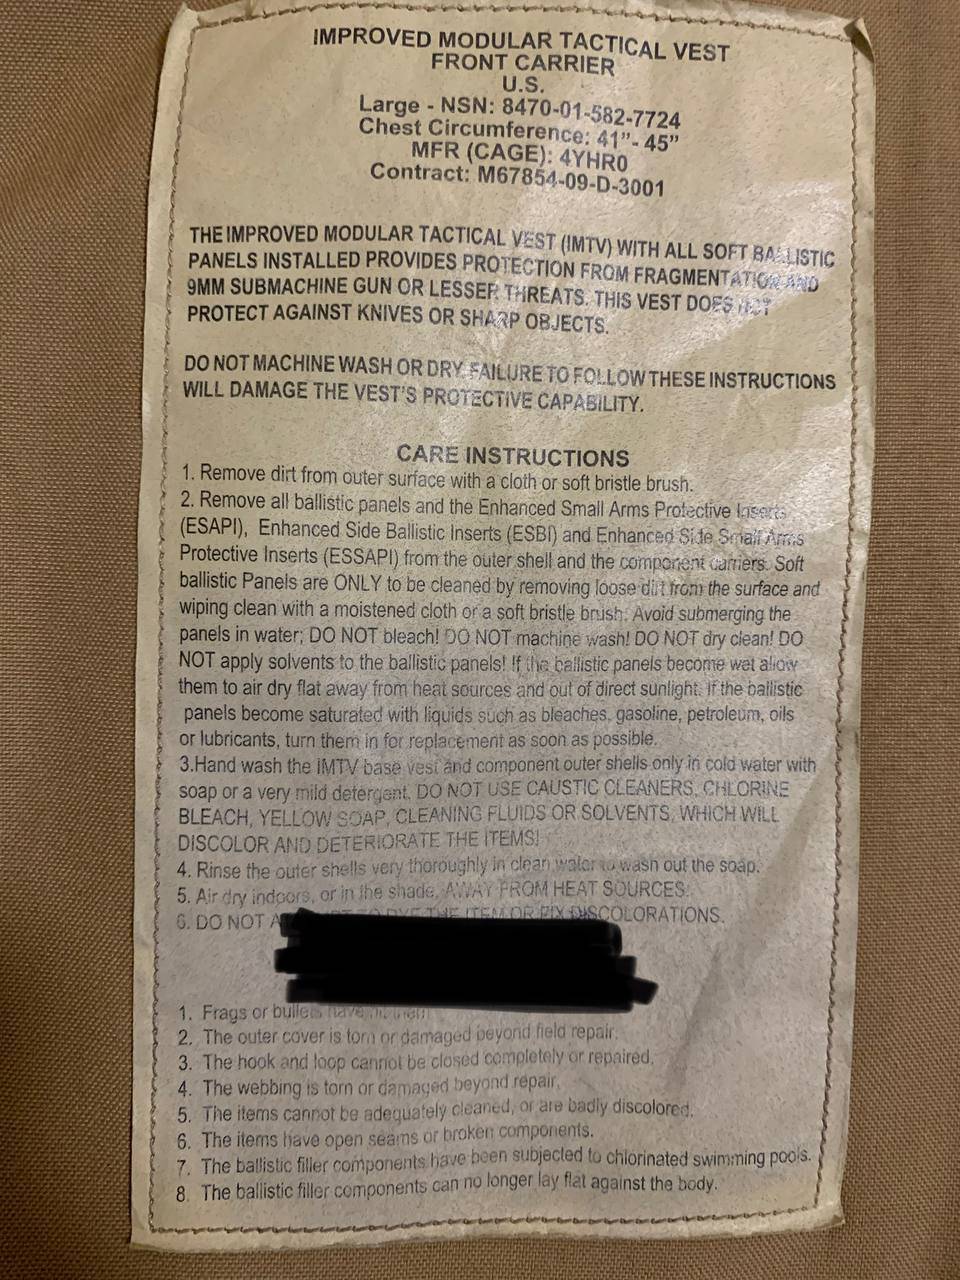 IMPROVED MODULAR TACTICAL VEST
FRONT CARRIER
U.S.
Large - NSN: 8470-01-582-7724
Chest Circumference: 41”- 45”
MFR (CAGE): 4YHR0
Contract: M67854-09-D-3001
THE IMPROVED MODULAR TACTICAL VEST (IMTV) WITH ALL SOFT BALLISTIC
PANELS INSTALLED PROVIDES PROTECTION FROM FRAGMENTATION AND
9MM SUBMACHINE GUN OR LESSER THREATS. THIS VEST DOES NOT
PROTECT AGAINST KNIVES OR SHARP OBJECTS.
DO NOT MACHINE WASH OR DRY. FAILURE TO FOLLOW THESE INSTRUCTIONS
WILL DAMAGE THE VEST'S PROTECTIVE CAPABILITY.
CARE INSTRUCTIONS
1. Remove dirt from outer surface with a cloth or soft bristle brush.
2. Remove all ballistic panels and the Enhanced Small Arms Protective Inserts
(ESAPI), Enhanced Side Ballistic Inserts (ESBI) and Enhanced Side Small Arms
Protective Inserts (ESSAPI) from the outer shell and the component carriers. Soft
ballistic Panels are ONLY to be cleaned by removing loose dirt from the surface and
wiping clean with a moistened cloth or a soft bristle brush. Avoid submerging the
panels in water; DO NOT bleach! DO NOT machine wash! DO NOT dry clean! DO
NOT apply solvents to the ballistic panels! If the ballistic panels become wet allow
them to air dry flat away from heat sources and out of direct sunlight. If the ballistic
panels become saturated with liquids such as bleaches, gasoline, petroleum, oils
or lubricants, turn them in for replacement as soon as possible.
3.Hand wash the IMTV base vest and component outer shells only in cold water with
soap or a very mild detergent. DO NOT USE CAUSTIC CLEANERS, CHLORINE
BLEACH, YELLOW SOAP, CLEANING FLUIDS OR SOLVENTS, WHICH WILL
DISCOLOR AND DETERIORATE THE ITEMS!
4. Rinse the outer shells very thoroughly in clean water to wash out the soap.
5. Air dry indoors, or in the shade, AWAY FROM HEAT SOURCES.
6. DO NOT THE ITEM OR FIX DISCOLORATIONS.
1. Frags or bullets have hit them
2. The outer cover is torn or damaged beyond field repair.
3. The hook and loop cannot be closed completely or repaired.
4. The webbing is torn or damaged beyond repair.
5. The items cannot be adequately cleaned, or are badly discolored.
6. The items have open seams or broken components.
7. The ballistic filler components have been subjected to chlorinated swimming pools.
8. The ballistic filler components can no longer lay flat against the body.